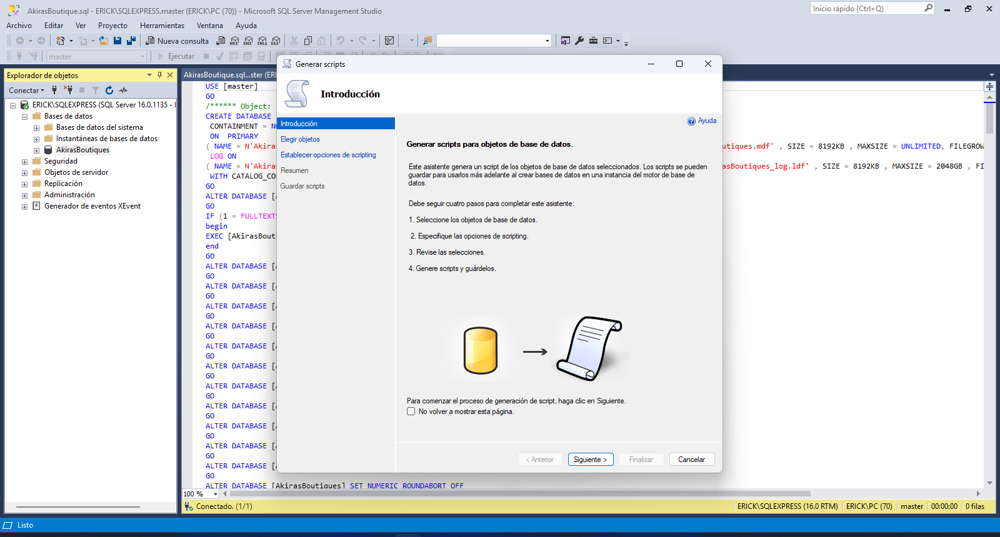 AkirasBoutique.sql - ERICK\SQLEXPRESS.master (ERICK\PC (70)) - Microsoft SQL Server Management Studio
Inicio rápido (Ctrl+Q)
Archivo Editar Ver Proyecto Herramientas Ventana Ayuda
Nueva consulta MDX DMX XMLA DAX
master Ejecutar
Explorador de objetos
Conectar
ERICK\SQLEXPRESS (SQL Server 16.0.1135 -
Bases de datos
Bases de datos del sistema
Instantáneas de bases de datos
AkirasBoutiques
Seguridad
Objetos de servidor
Replicación
Administración
Generador de eventos XEvent
AkirasBoutique.sql...ster (ERI
USE [master]
GO
/****** Object:
CREATE DATABASE
CONTAINMENT = NO
ON PRIMARY
( NAME = N'Akiras
utiques.mdf' , SIZE = 8192KB , MAXSIZE = UNLIMITED, FILEGROW
LOG ON
( NAME = N'Akiras
asBoutiques_log.ldf' , SIZE = 8192KB , MAXSIZE = 2048GB , FI
WITH CATALOG_COL
GO
ALTER DATABASE [A
GO
IF (1 = FULLTEXTS
begin
EXEC [AkirasBouti
end
GO
ALTER DATABASE [A
GO
ALTER DATABASE [A
GO
ALTER DATABASE [A
GO
ALTER DATABASE [A
GO
ALTER DATABASE [A
GO
ALTER DATABASE [A
GO
ALTER DATABASE [A
GO
ALTER DATABASE [A
GO
ALTER DATABASE [A
GO
ALTER DATABASE [A
GO
ALTER DATABASE [A
GO
ALTER DATABASE [AkirasBoutiques] SET NUMERIC_ROUNDABORT OFF
Generar scripts
Introducción
Introducción
Elegir objetos
Establecer opciones de scripting
Resumen
Guardar scripts
Ayuda
Generar scripts para objetos de base de datos.
Este asistente genera un script de los objetos de base de datos seleccionados. Los scripts se pueden
guardar para usarlos más adelante al crear bases de datos en una instancia del motor de base de
datos.
Debe seguir cuatro pasos para completar este asistente:
1. Seleccione los objetos de base de datos.
2. Especifique las opciones de scripting.
3. Revise las selecciones.
4. Genere scripts y guárdelos.
Para comenzar el proceso de generación de script, haga clic en Siguiente.
No volver a mostrar esta página.
< Anterior Siguiente > Finalizar Cancelar
100 %
Conectado. (1/1) ERICK\SQLEXPRESS (16.0 RTM) ERICK\PC (70) master 00:00:00 0 filas
Listo